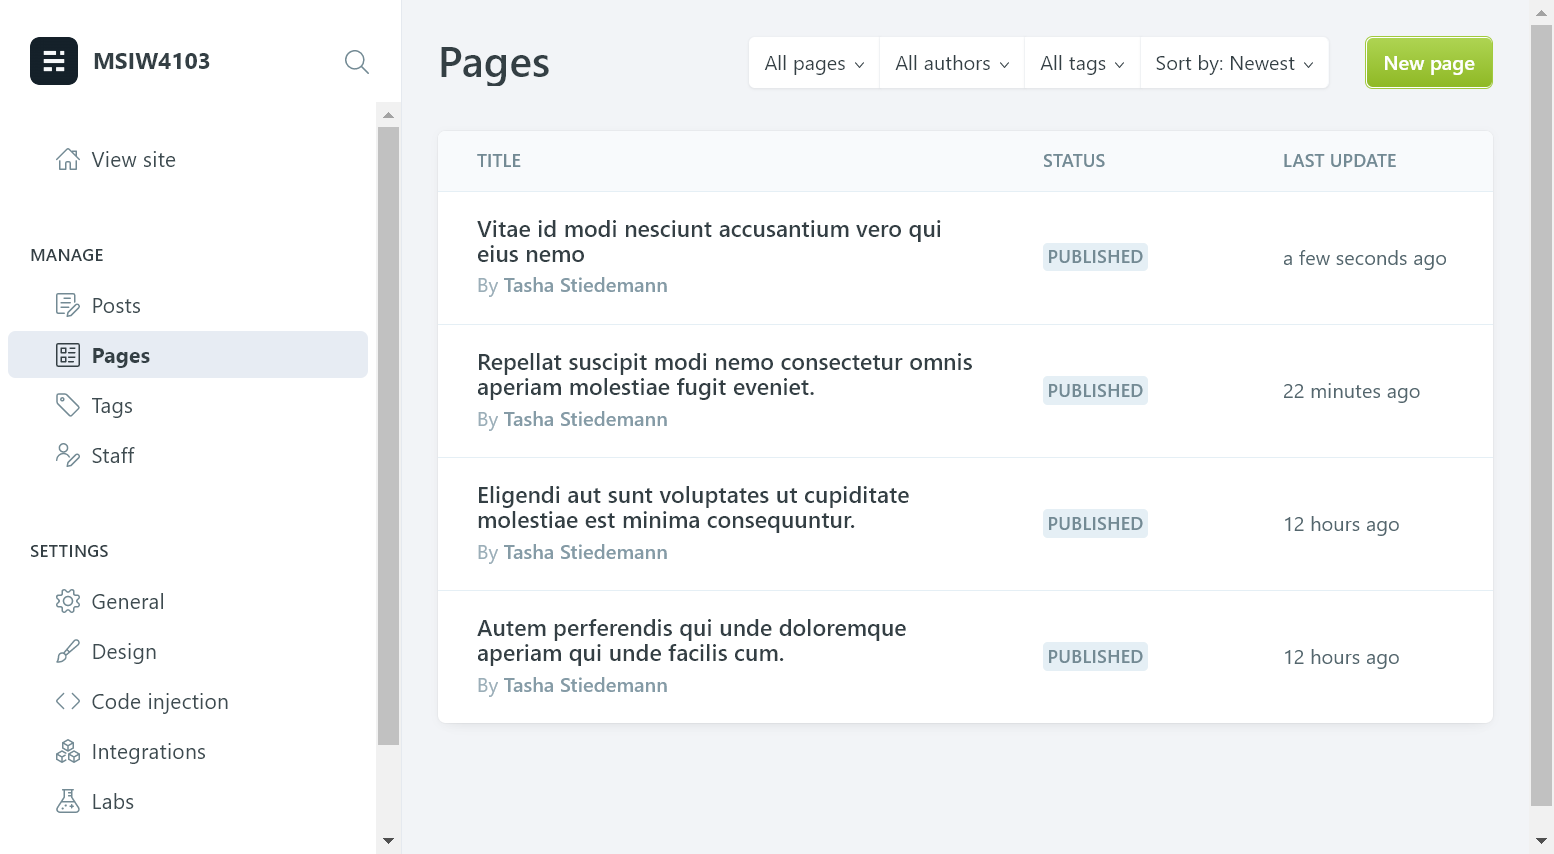 MSIW4103
View site
MANAGE
Posts
Pages
Tags
Staff
SETTINGS
General
Design
Code injection
Integrations
Labs
Pages
All pages
All authors
All tags
Sort by: Newest
New page
TITLE
STATUS
LAST UPDATE
Vitae id modi nesciunt accusantium vero qui
eius nemo
By Tasha Stiedemann
PUBLISHED
a few seconds ago
Repellat suscipit modi nemo consectetur omnis
aperiam molestiae fugit eveniet.
By Tasha Stiedemann
PUBLISHED
22 minutes ago
Eligendi aut sunt voluptates ut cupiditate
molestiae est minima consequuntur.
By Tasha Stiedemann
PUBLISHED
12 hours ago
Autem perferendis qui unde doloremque
aperiam qui unde facilis cum.
By Tasha Stiedemann
PUBLISHED
12 hours ago